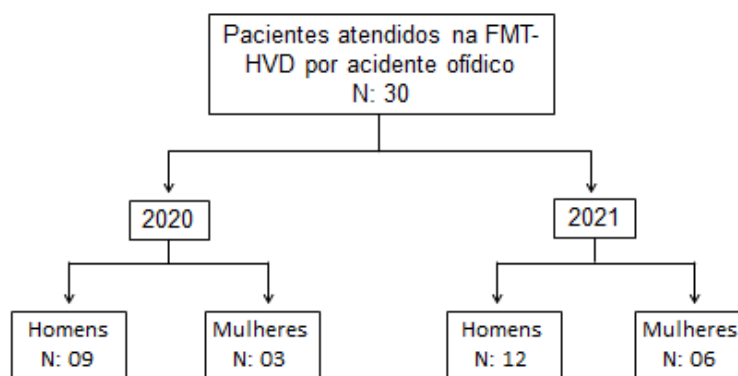 Pacientes atendidos na FMT-
HVD por acidente ofídico
N: 30
2020
2021
Homens
N: 09
Mulheres
N: 03
Homens
N: 12
Mulheres
N: 06